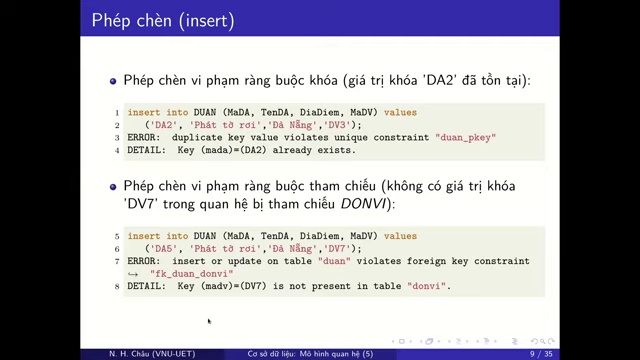 Phép chèn (insert)
Phép chèn vi phạm ràng buộc khóa (giá trị khóa 'DA2' đã tồn tại):
1 insert into DUAN (MaDA, TenDA, DiaDiem, MaDV) values
2 ('DA2', 'Phát tờ rơi','Đà Nẵng','DV3');
3 ERROR: duplicate key value violates unique constraint "duan_pkey"
4 DETAIL: Key (mada)=(DA2) already exists.
Phép chèn vi phạm ràng buộc tham chiếu (không có giá trị khóa
'DV7' trong quan hệ bị tham chiếu DONVI):
5 insert into DUAN (MaDA, TenDA, DiaDiem, MaDV) values
6 ('DA5', 'Phát tờ rơi','Đà Nẵng','DV7');
7 ERROR: insert or update on table "duan" violates foreign key constraint
↪ "fk_duan_donvi"
8 DETAIL: Key (madv)=(DV7) is not present in table "donvi".
N. H. Châu (VNU-UET) Cơ sở dữ liệu: Mô hình quan hệ (5) 9 / 35